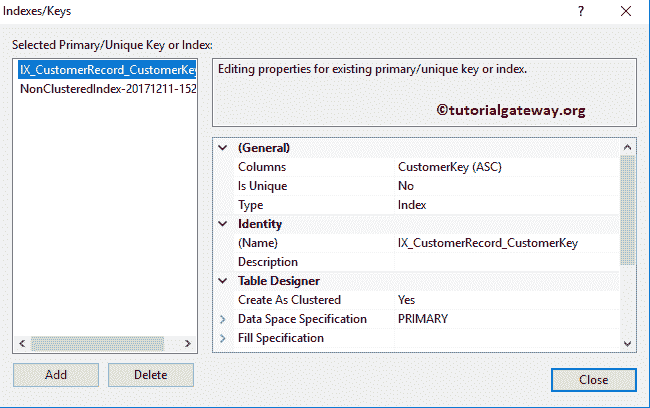 Indexes/Keys
Selected Primary/Unique Key or Index:
IX_CustomerRecord_CustomerKey
NonClusteredIndex-20171211-152
Editing properties for existing primary/unique key or index.
©tutorialgateway.org
(General)
Columns CustomerKey (ASC)
Is Unique No
Type Index
Identity
(Name) IX_CustomerRecord_CustomerKey
Description
Table Designer
Create As Clustered Yes
Data Space Specification PRIMARY
Fill Specification
Add Delete
Close